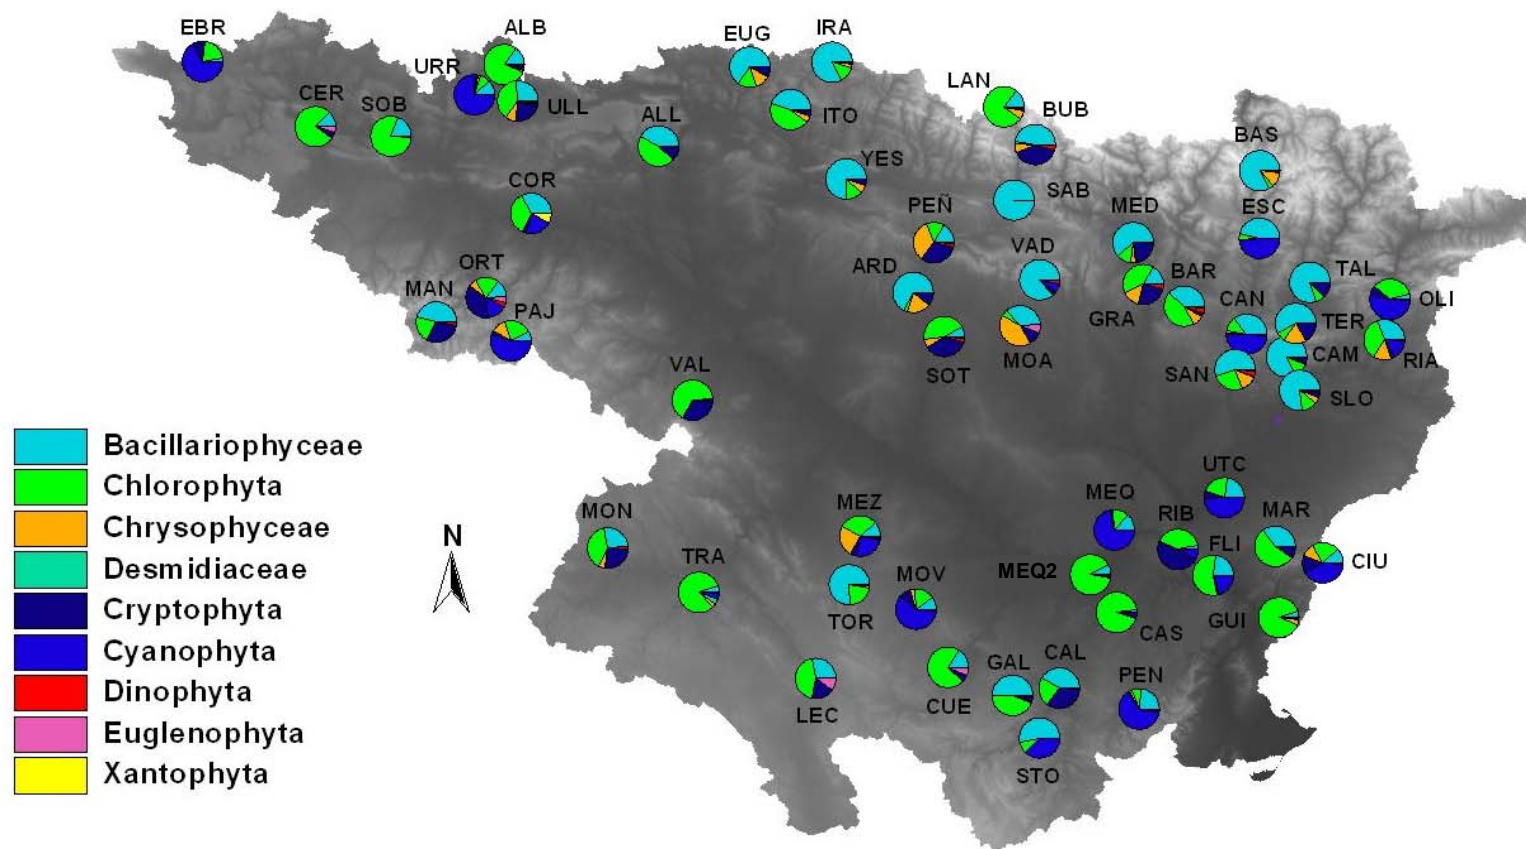 EBR
ALB
EUG
IRA
URR
LAN
CER
SOB
ULL
ALL
ITO
BUB
BAS
YES
COR
SAB
PEÑ
MED
ESC
ORT
ARD
VAD
BAR
TAL
MAN
CAN
OLI
PAJ
GRA
TER
SOT
MOA
CAM
RIA
VAL
SAN
SLO
Bacillariophyceae
Chlorophyta
Chrysophyceae
Desmidiaceae
Cryptophyta
Cyanophyta
Dinophyta
Euglenophyta
Xantophyta
N
UTC
MEQ
MON
MEZ
RIB
MAR
TRA
FLI
CIU
MEQ2
MOV
TOR
GUI
CAS
GAL
CAL
PEN
LEC
CUE
STO